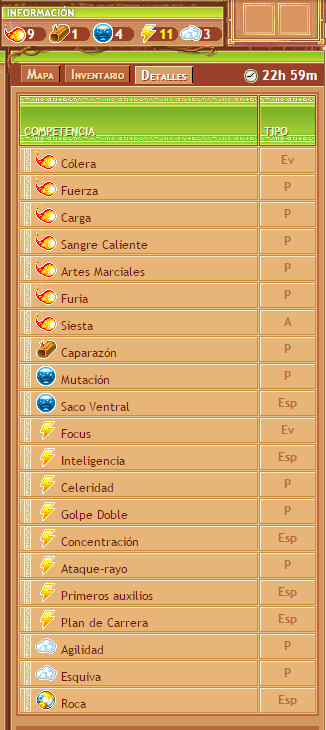 INFORMACIÓN
9 1 4 11 3
Mapa Inventario Detalles 22h 59m
COMPETENCIA TIPO
Cólera Ev
Fuerza P
Carga P
Sangre Caliente P
Artes Marciales P
Furia P
Siesta A
Caparazón P
Mutación P
Saco Ventral Esp
Focus Ev
Inteligencia Esp
Celeridad P
Golpe Doble P
Concentración Esp
Ataque-rayo P
Primeros auxilios Esp
Plan de Carrera Esp
Agilidad P
Esquiva P
Roca Esp